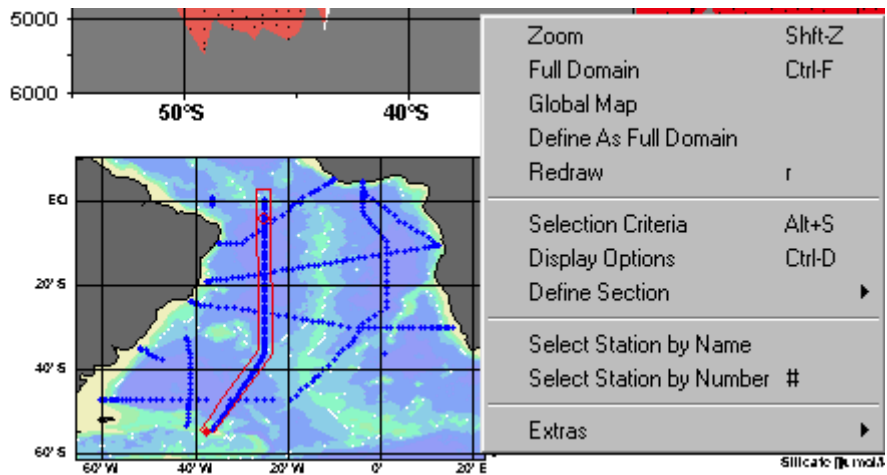 5000
6000
50°S
40°S
Zoom Shft-Z
Full Domain Ctrl-F
Global Map
Define As Full Domain
Redraw r
Selection Criteria Alt+S
Display Options Ctrl-D
Define Section
Select Station by Name
Select Station by Number #
Extras
EQ
20°S
40°S
60°S
60°W 40°W 20°W 0° 20°E
Silicate [µmol/l